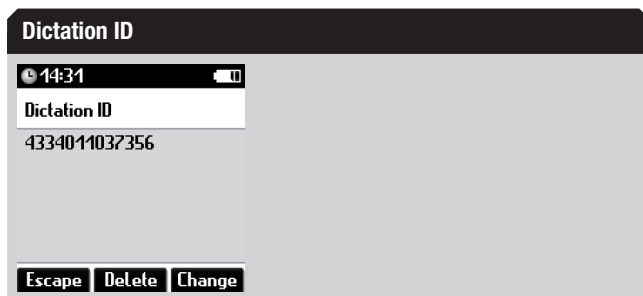 Dictation ID
14:31
Dictation ID
4334011037356
Escape Delete Change